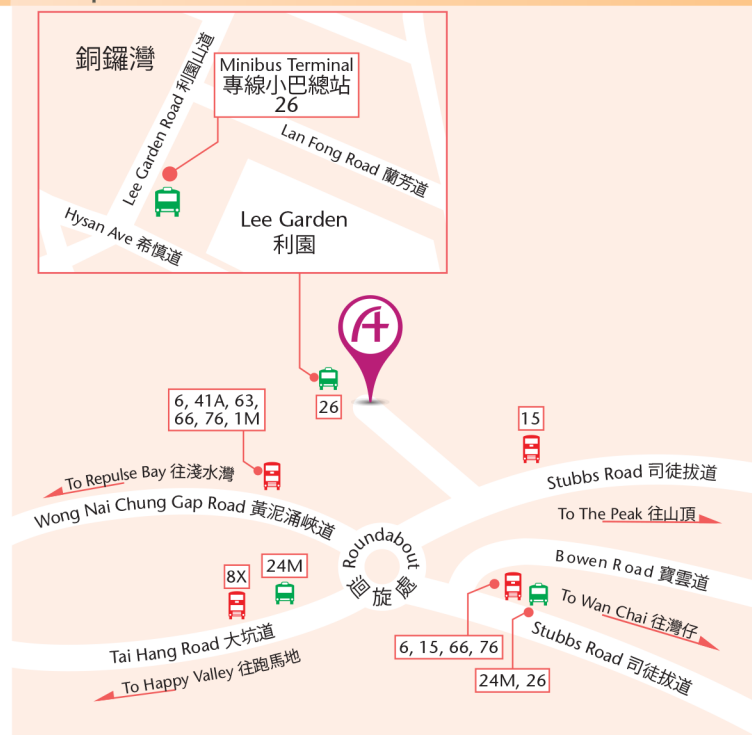 銅鑼灣
Lee Garden Road 利園山道
Minibus Terminal
專線小巴總站
26
Lan Fong Road 蘭芳道
Hysan Ave 希慎道
Lee Garden
利園
26
6, 41A, 63,
66, 76, 1M
15
To Repulse Bay 往淺水灣
Wong Nai Chung Gap Road 黃泥涌峽道
Stubbs Road 司徒拔道
To The Peak 往山頂
Roundabout
迴旋處
Bowen Road 寶雲道
8X
24M
To Wan Chai 往灣仔
Stubbs Road 司徒拔道
6, 15, 66, 76
24M, 26
Tai Hang Road 大坑道
To Happy Valley 往跑馬地